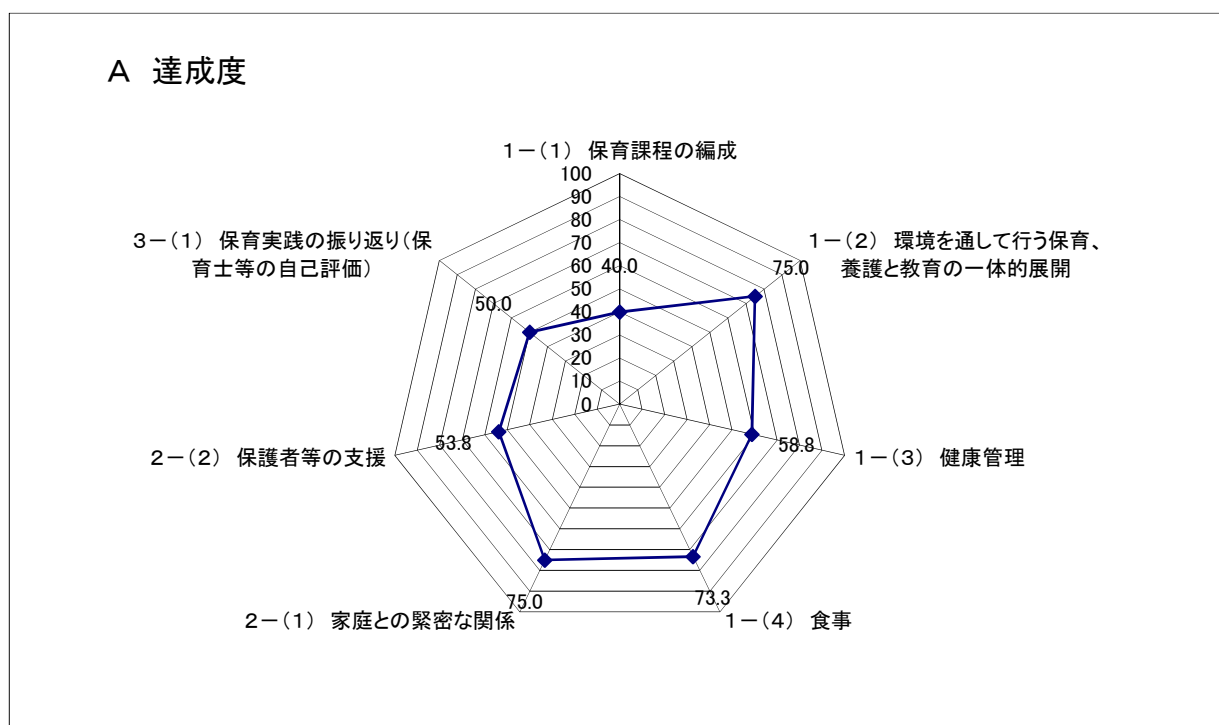 A 達成度
1－(1) 保育課程の編成
100
90
80
70
60
50
40
30
20
10
0
40.0
1－(2) 環境を通して行う保育、
養護と教育の一体的展開
75.0
1－(3) 健康管理
58.8
1－(4) 食事
73.3
2－(1) 家庭との緊密な関係
75.0
2－(2) 保護者等の支援
53.8
3－(1) 保育実践の振り返り(保
育士等の自己評価)
50.0